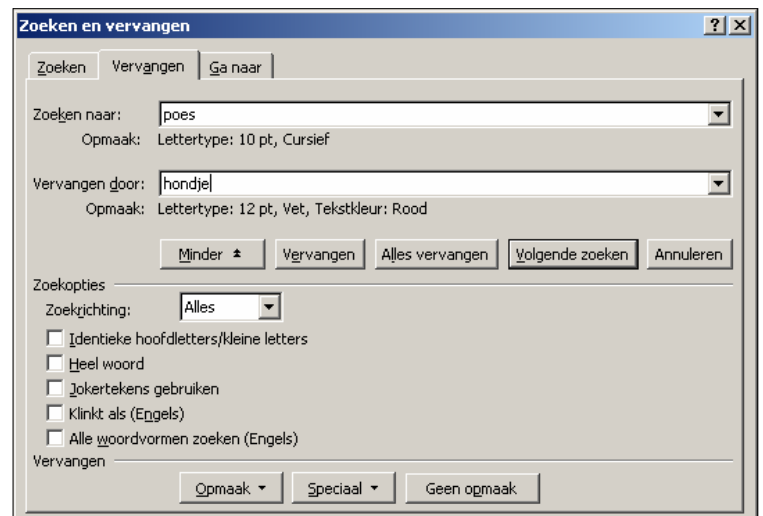 Zoeken en vervangen
Zoeken Vervangen Ga naar
Zoeken naar: poes
Opmaak: Lettertype: 10 pt, Cursief
Vervangen door: hondje
Opmaak: Lettertype: 12 pt, Vet, Tekstkleur: Rood
Minder Vervangen Alles vervangen Volgende zoeken Annuleren
Zoekopties
Zoekrichting: Alles
Identieke hoofdletters/kleine letters
Heel woord
Jokertekens gebruiken
Klinkt als (Engels)
Alle woordvormen zoeken (Engels)
Vervangen
Opmaak Speciaal Geen opmaak